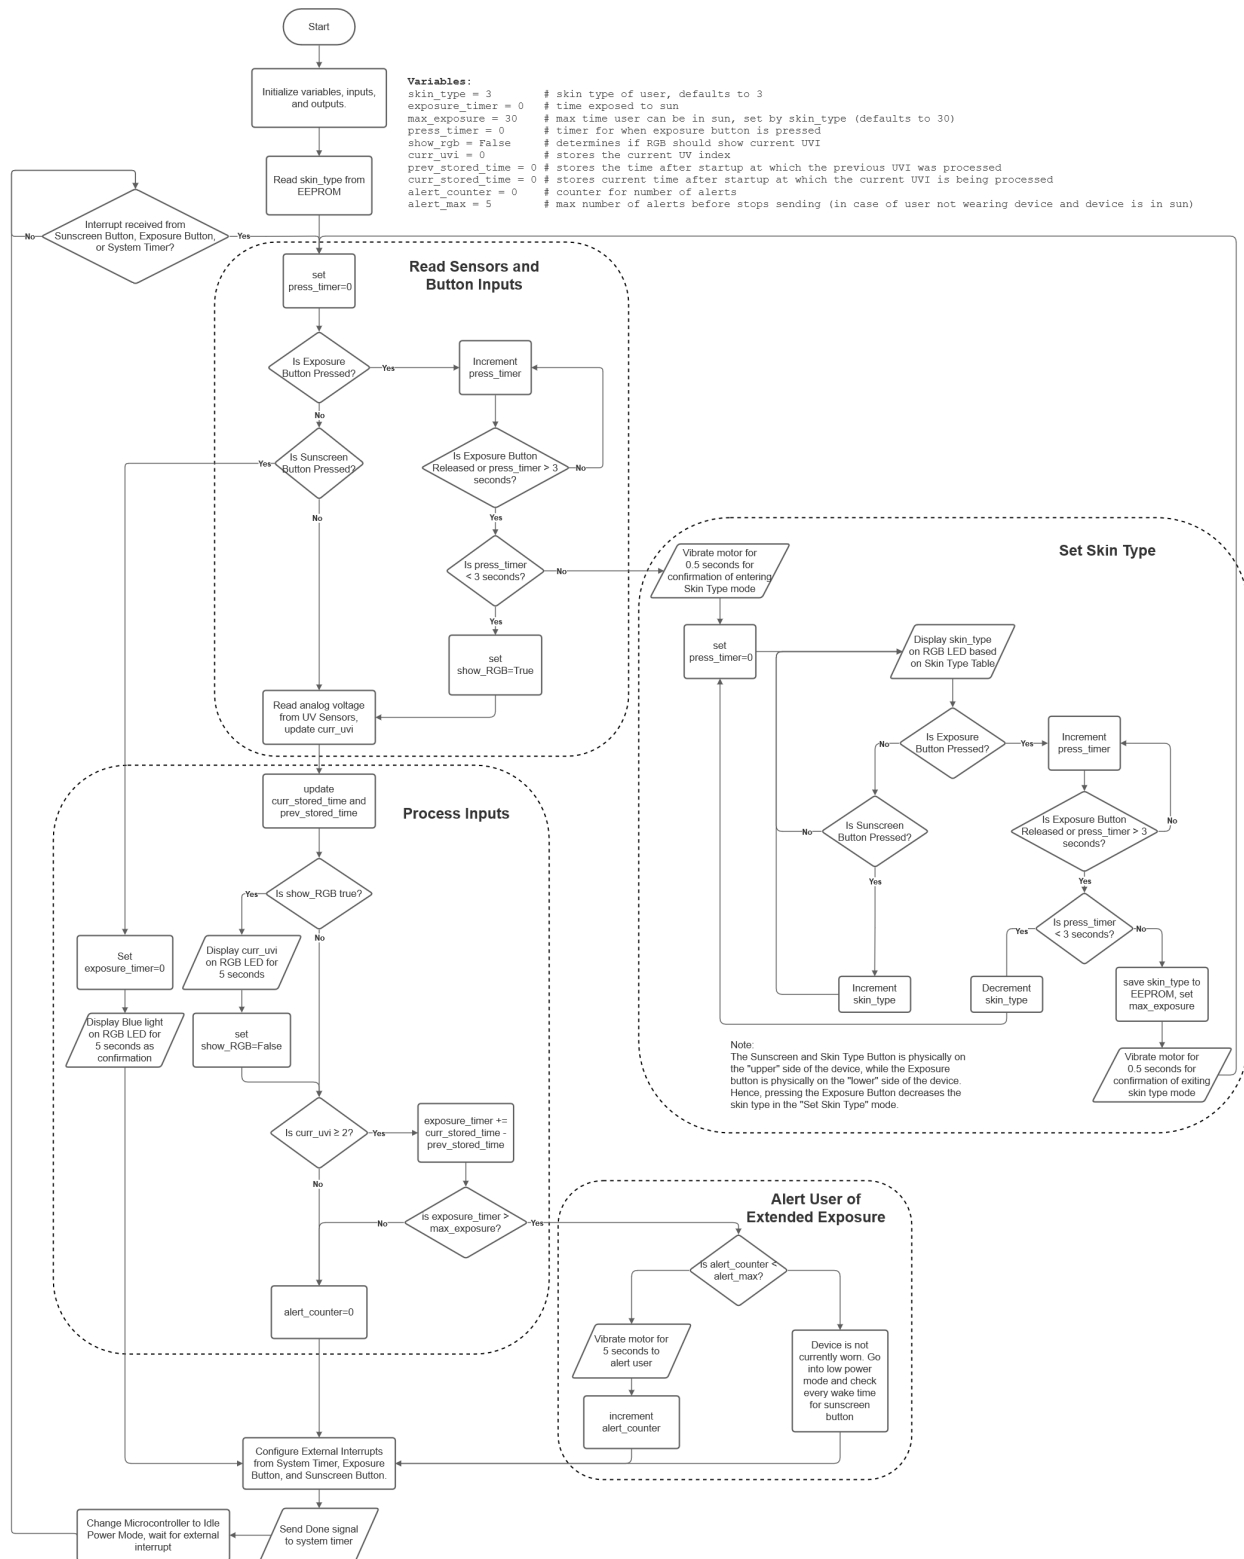 Start
Initialize variables, inputs,
and outputs.
Variables:
skin_type = 3 # skin type of user, defaults to 3
exposure_timer = 0 # time exposed to sun
max_exposure = 30 # max time user can be in sun, set by skin_type (defaults to 30)
press_timer = 0 # timer for when exposure button is pressed
show_rgb = False # determines if RGB should show current UVI
curr_uvi = 0 # stores the current UV index
prev_stored_time = 0 # stores the time after startup at which the previous UVI was processed
curr_stored_time = 0 # stores current time after startup at which the current UVI is being processed
alert_counter = 0 # counter for number of alerts
alert_max = 5 # max number of alerts before stops sending (in case of user not wearing device and device is in sun)
Read skin_type from
EEPROM
Interrupt received from
Sunscreen Button, Exposure Button,
or System Timer?
No
Yes
Read Sensors and
Button Inputs
set
press_timer=0
Is Exposure
Button Pressed?
Yes
No
Increment
press_timer
Is Sunscreen
Button Pressed?
Yes
No
Is Exposure Button
Released or press_timer > 3
seconds?
No
Yes
Is press_timer
< 3 seconds?
No
Yes
set
show_RGB=True
Read analog voltage
from UV Sensors,
update curr_uvi
Set Skin Type
Vibrate motor for
0.5 seconds for
confirmation of entering
Skin Type mode
set
press_timer=0
Display skin_type
on RGB LED based
on Skin Type Table
Is Exposure
Button Pressed?
No
Yes
Increment
press_timer
Is Sunscreen
Button Pressed?
No
Yes
Is Exposure Button
Released or press_timer > 3
seconds?
No
Yes
Is press_timer
< 3 seconds?
Yes
No
Increment
skin_type
Decrement
skin_type
save skin_type to
EEPROM, set
max_exposure
Vibrate motor for
0.5 seconds for
confirmation of exiting
skin type mode
Note:
The Sunscreen and Skin Type Button is physically on
the "upper" side of the device, while the Exposure
button is physically on the "lower" side of the device.
Hence, pressing the Exposure Button decreases the
skin type in the "Set Skin Type" mode.
Process Inputs
update
curr_stored_time and
prev_stored_time
Is show_RGB true?
Yes
No
Set
exposure_timer=0
Display curr_uvi
on RGB LED for
5 seconds
Display Blue light
on RGB LED for
5 seconds as
confirmation
set
show_RGB=False
Is curr_uvi ≥ 2?
Yes
No
exposure_timer +=
curr_stored_time -
prev_stored_time
is exposure_timer >
max_exposure?
No
Yes
alert_counter=0
Alert User of
Extended Exposure
Is alert_counter <
alert_max?
Vibrate motor for
5 seconds to
alert user
increment
alert_counter
Device is not
currently worn. Go
into low power
mode and check
every wake time
for sunscreen
button
Configure External Interrupts
from System Timer, Exposure
Button, and Sunscreen Button.
Send Done signal
to system timer
Change Microcontroller to Idle
Power Mode, wait for external
interrupt